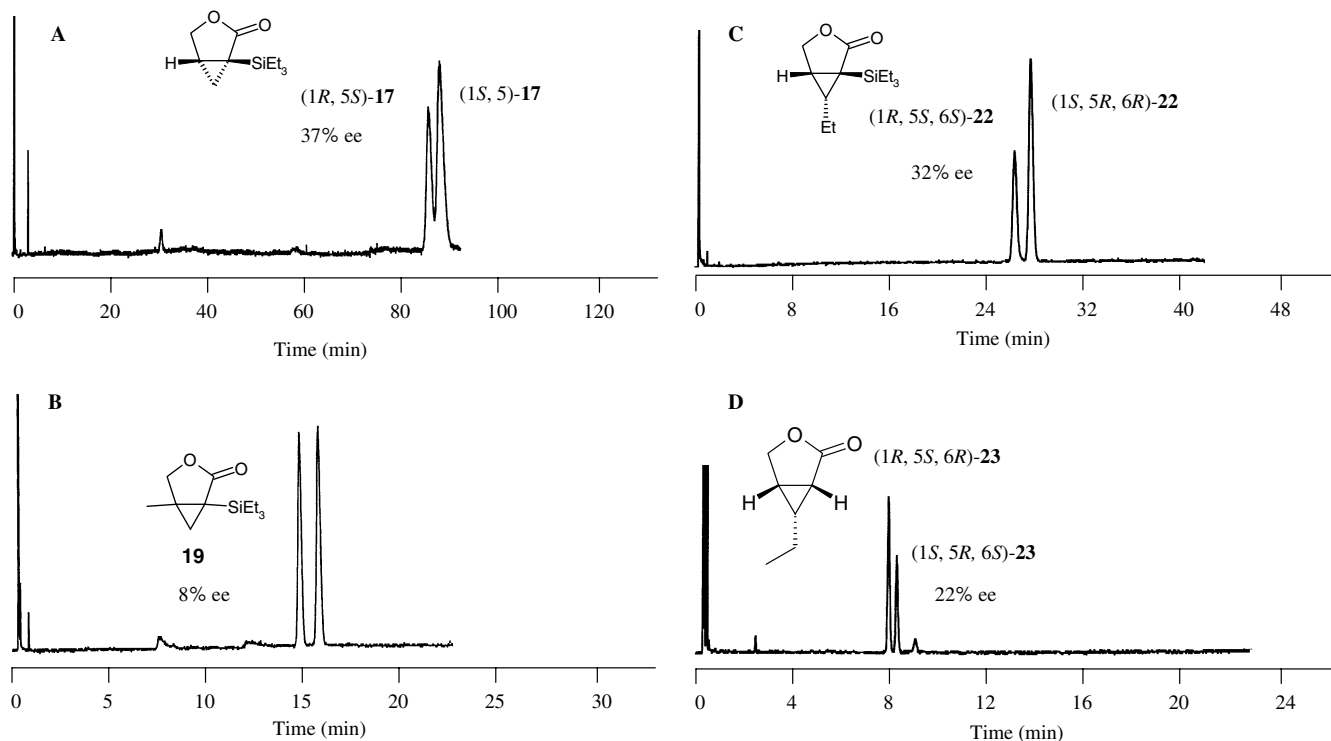 A
O
O
H
SiEt3
(1R, 5S)-17
(1S, 5)-17
37% ee
0 20 40 60 80 100 120
Time (min)
B
O
O
SiEt3
19
8% ee
0 5 10 15 20 30
Time (min)
C
O
O
H
SiEt3
Et
(1R, 5S, 6S)-22
(1S, 5R, 6R)-22
32% ee
0 8 16 24 32 40 48
Time (min)
D
O
O
H
H
(1R, 5S, 6R)-23
(1S, 5R, 6S)-23
22% ee
0 4 8 12 16 20 24
Time (min)